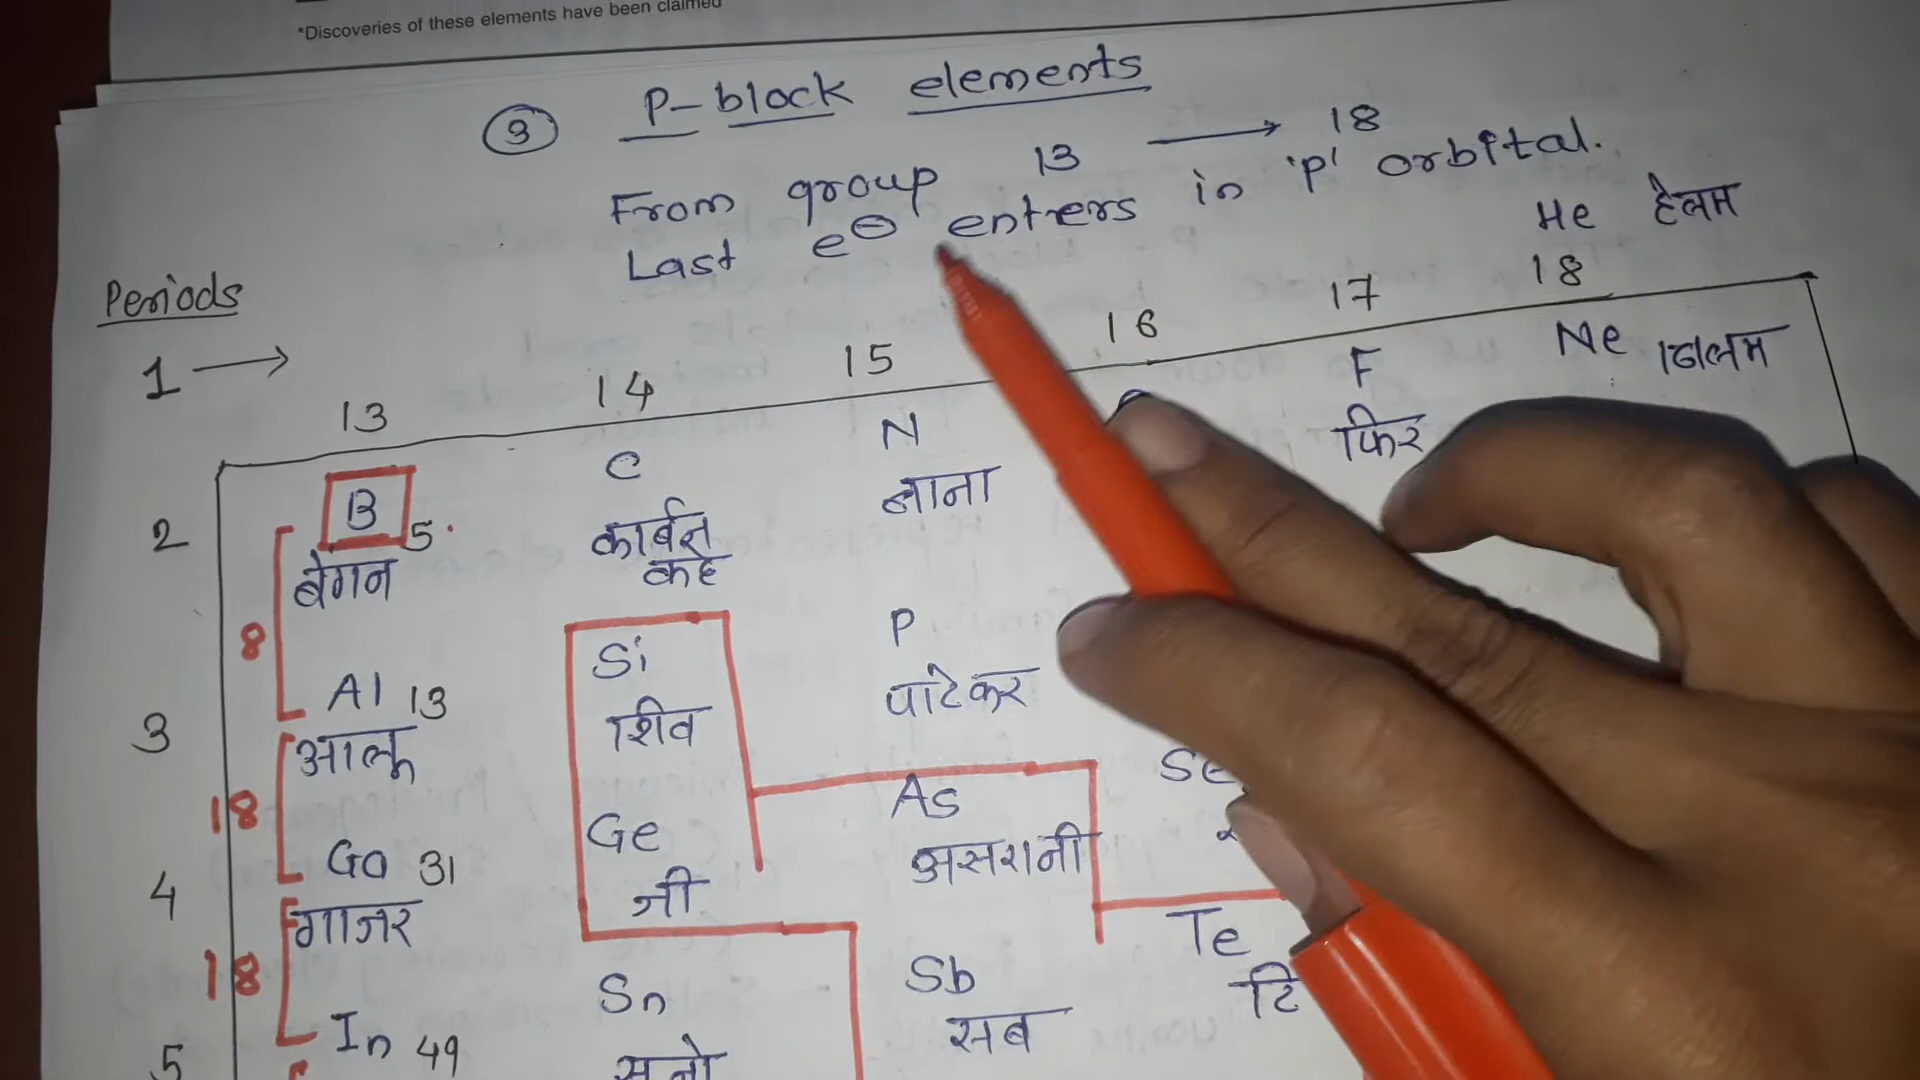 *Discoveries of these elements have been claimed
3 P-block elements
From group 13 → 18
Last e⊖ enters in 'p' orbital.
He हेलम
Periods
1 →
13 14 15 16 17 18
2
B 5. C N F Ne
बेगन कार्बन कह नाना फिर
8
3
Al 13 Si P
आलू शिव पाटेकर
18
4
Ga 31 Ge As Se
गाजर जी असरानी
18
5
In 49 Sn Sb Te
सब टि